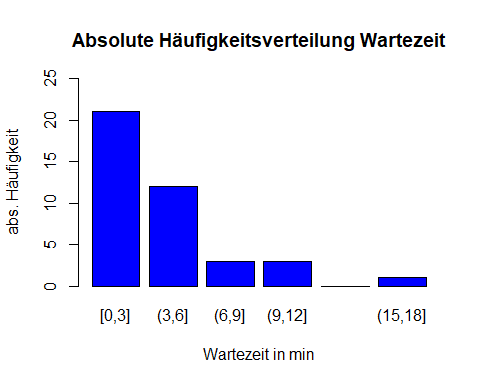 Absolute Häufigkeitsverteilung Wartezeit
abs. Häufigkeit
25
20
15
10
5
0
[0,3] (3,6] (6,9] (9,12] (15,18]
Wartezeit in min